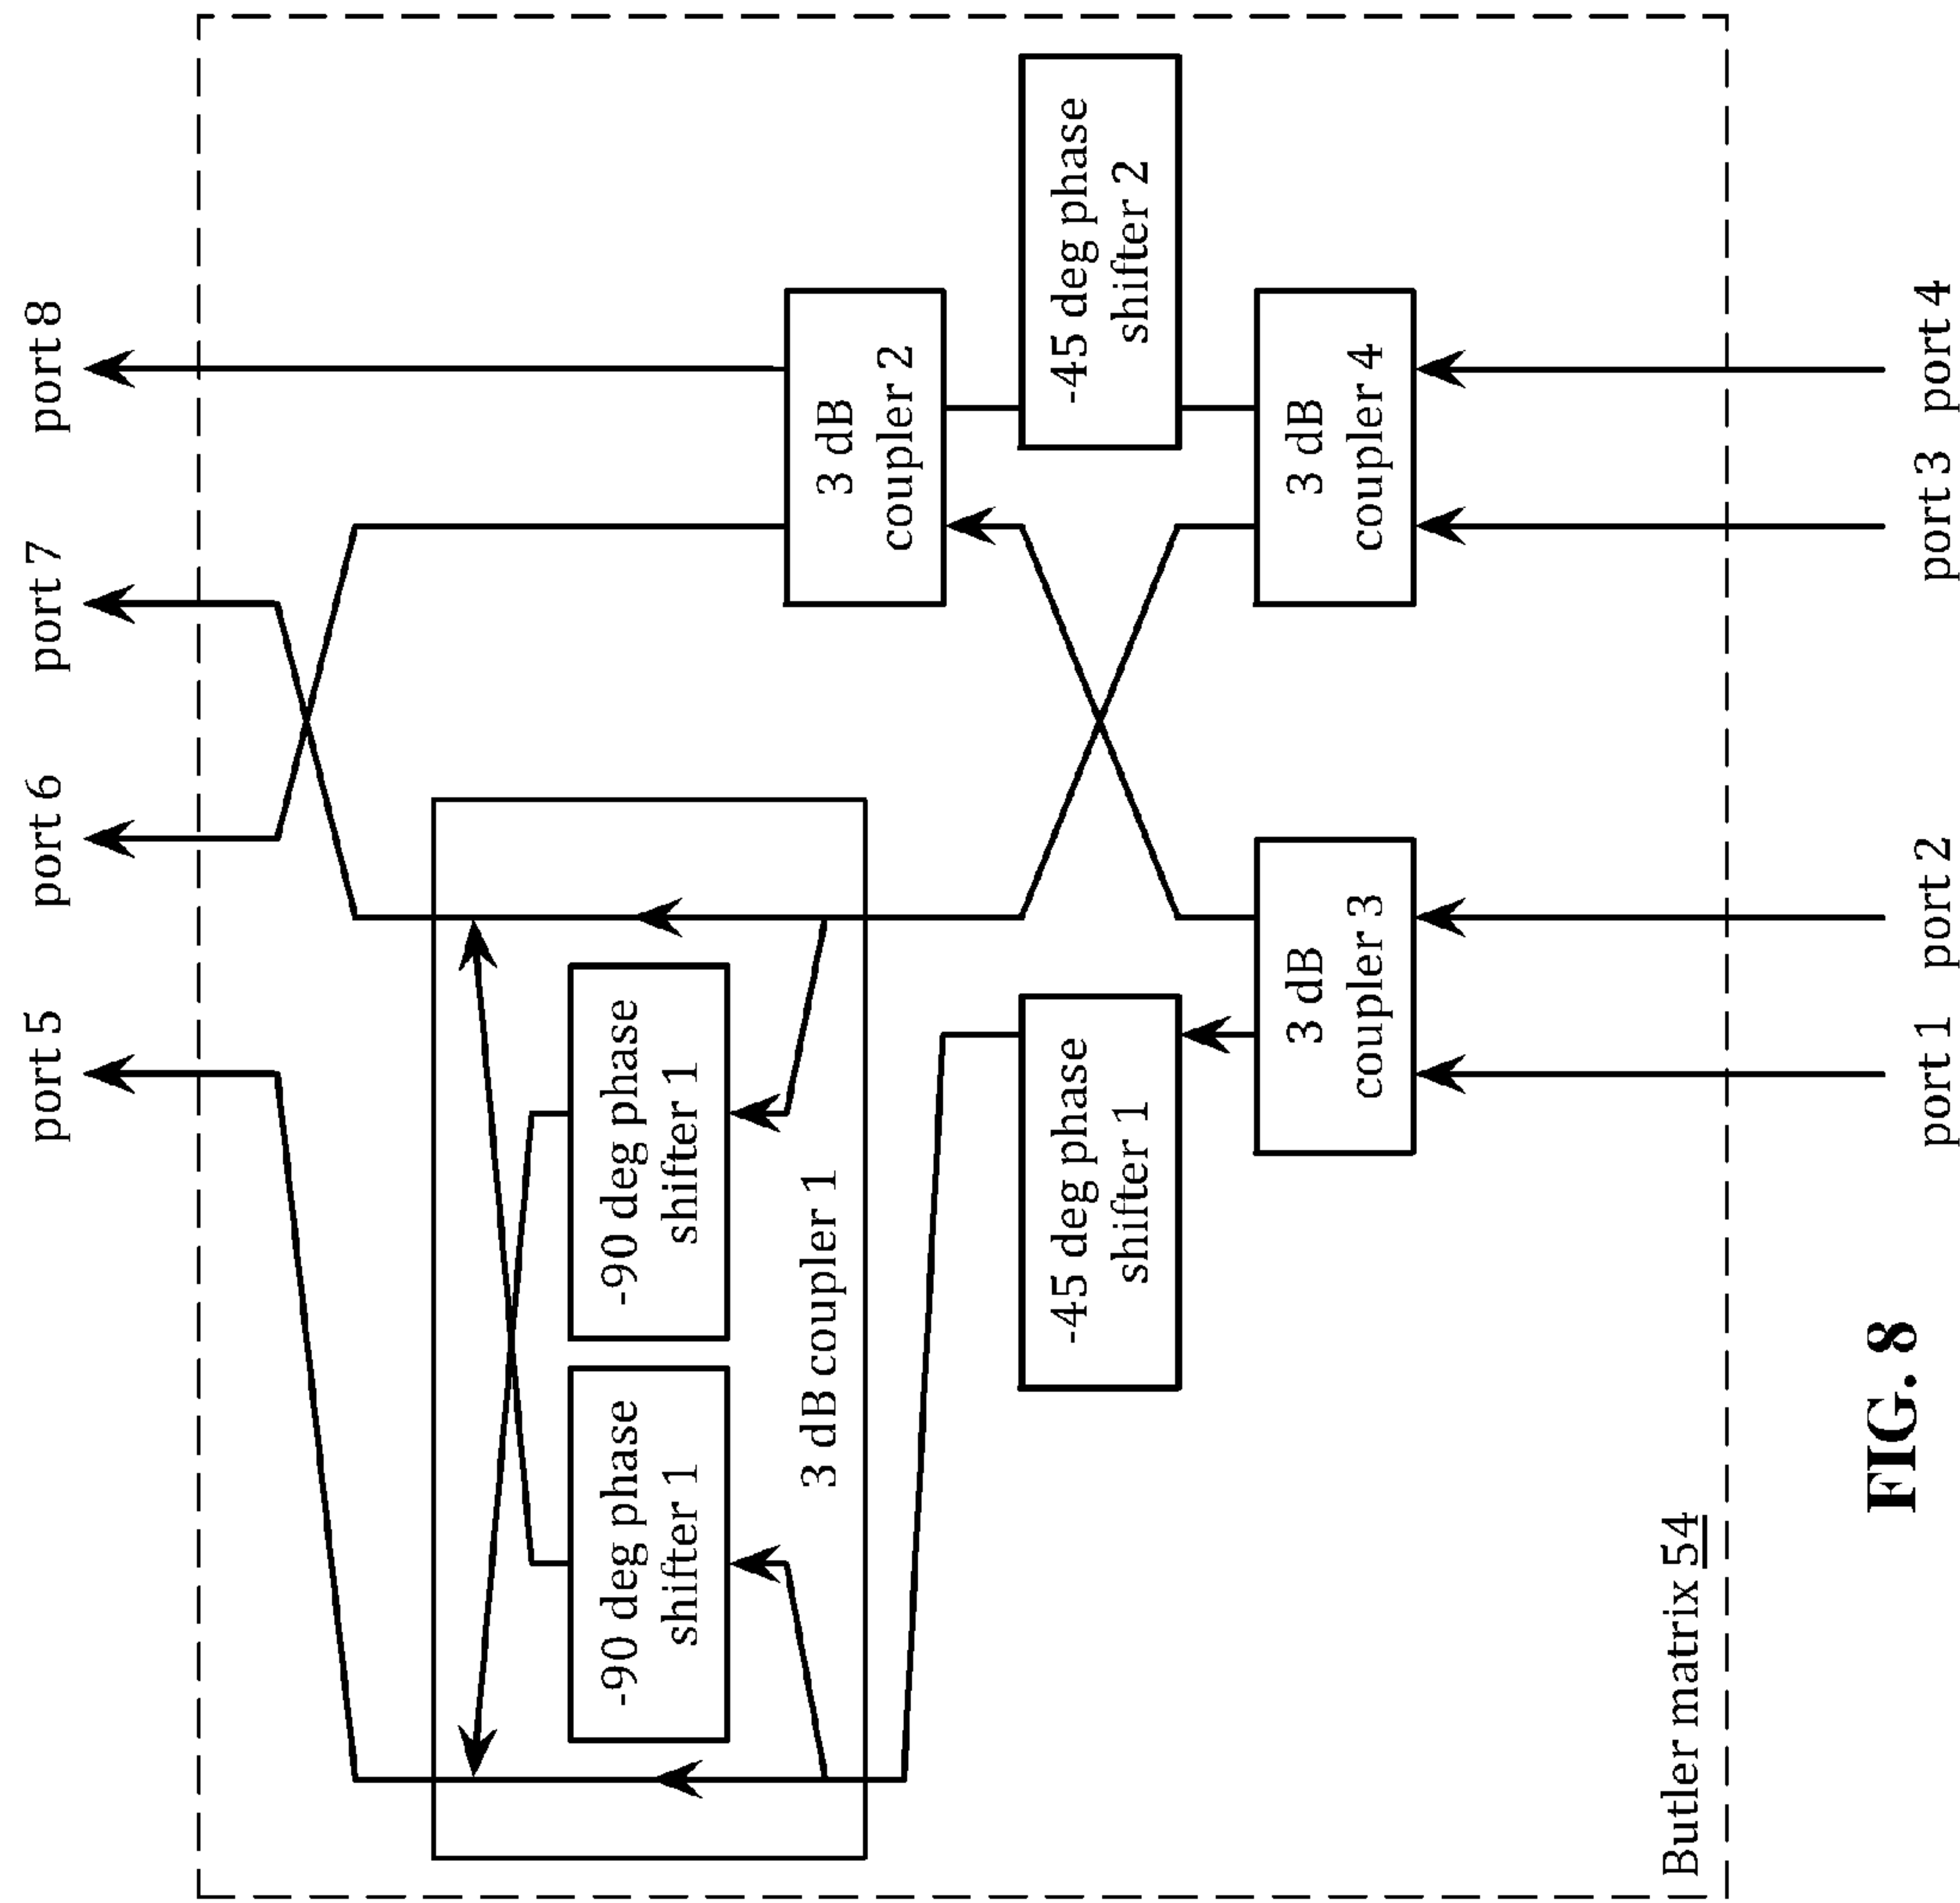 port 5
port 6
port 7
port 8
-90 deg phase
shifter 1
-90 deg phase
shifter 1
3 dB coupler 1
3 dB
coupler 2
-45 deg phase
shifter 1
-45 deg phase
shifter 2
3 dB
coupler 3
3 dB
coupler 4
Butler matrix 54
port 1
port 2
port 3
port 4
FIG. 8